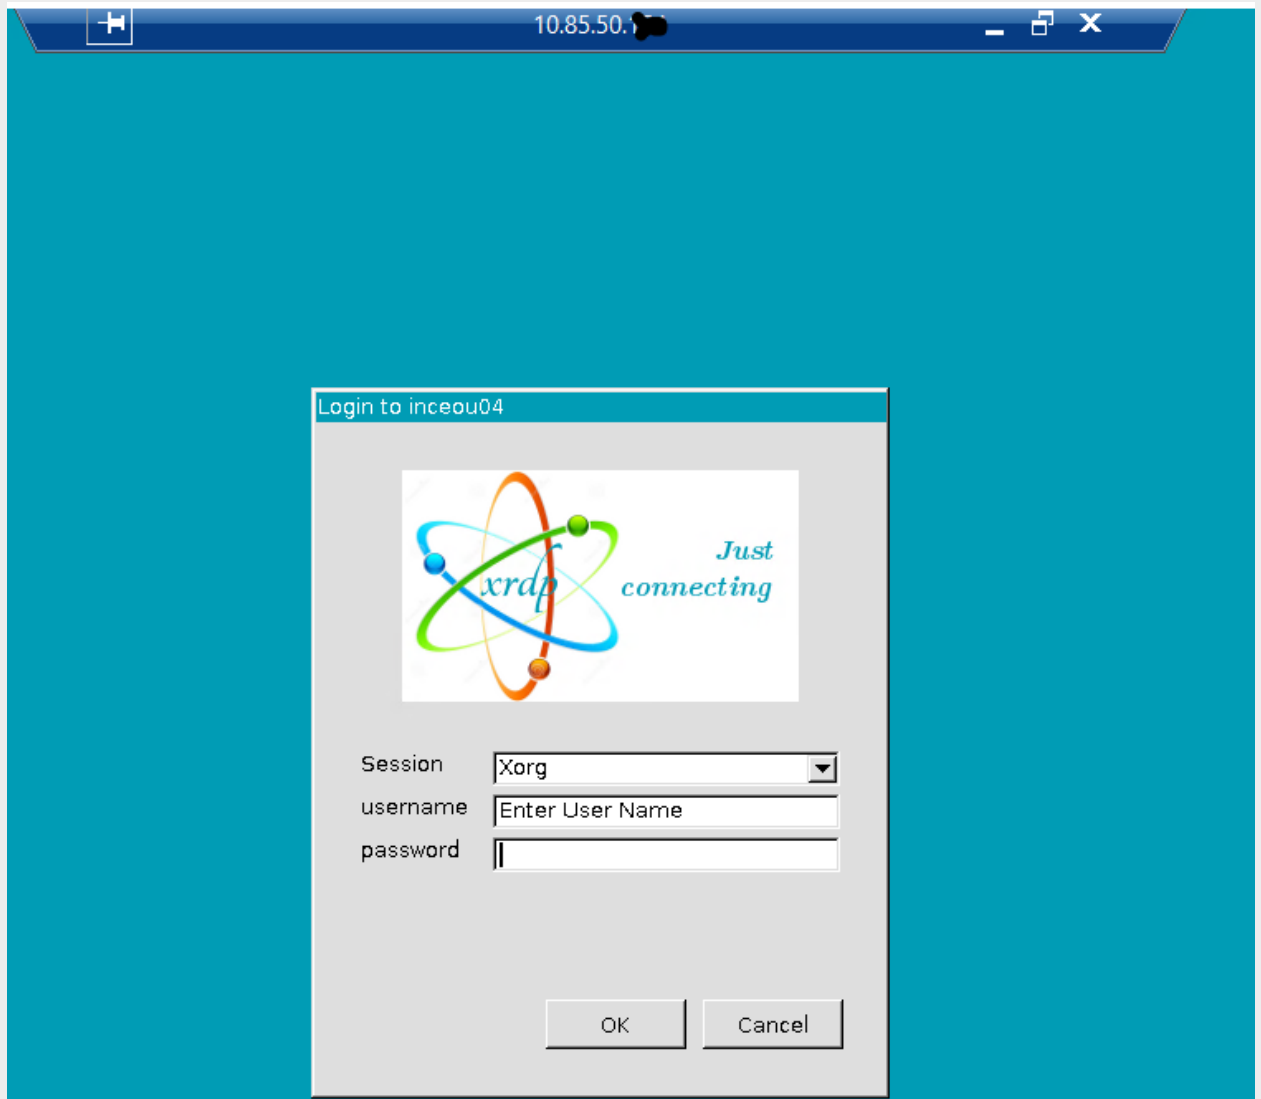 10.85.50.
Login to inceou04
xrdp
Just
connecting
Session
Xorg
username
Enter User Name
password
OK
Cancel